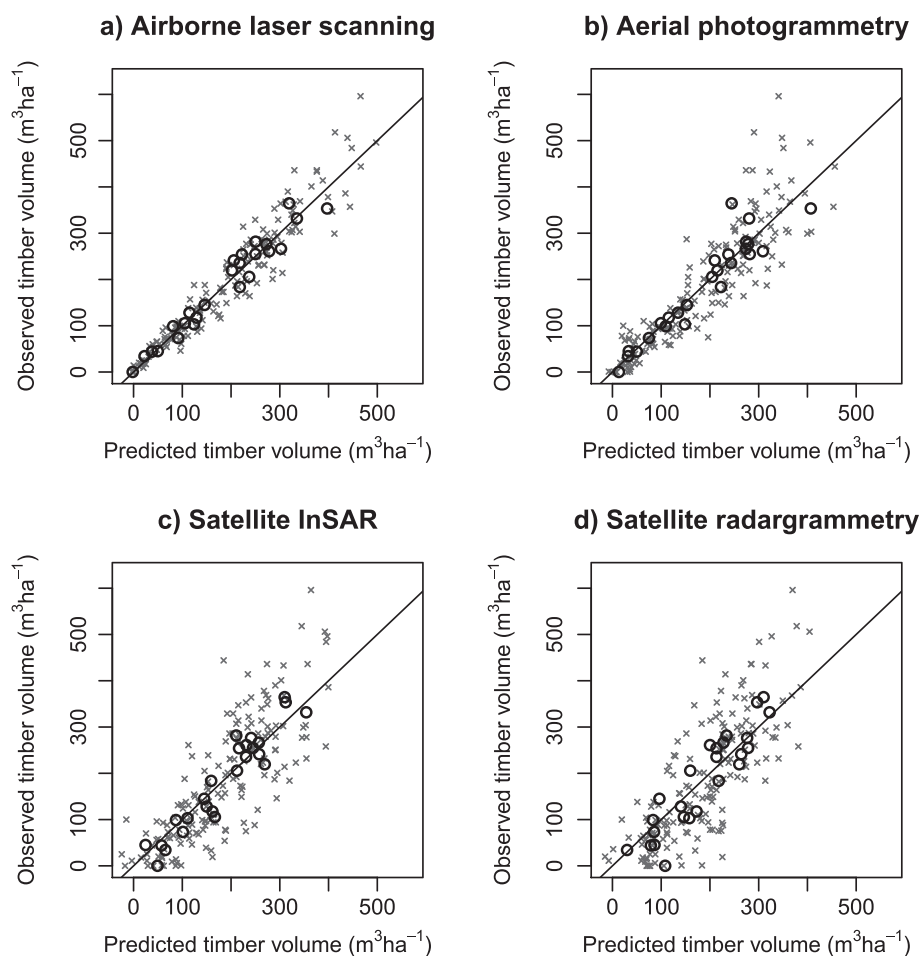 a) Airborne laser scanning
Observed timber volume (m³ha⁻¹)
500
300
100
0
0 100 300 500
Predicted timber volume (m³ha⁻¹)
b) Aerial photogrammetry
Observed timber volume (m³ha⁻¹)
500
300
100
0
0 100 300 500
Predicted timber volume (m³ha⁻¹)
c) Satellite InSAR
Observed timber volume (m³ha⁻¹)
500
300
100
0
0 100 300 500
Predicted timber volume (m³ha⁻¹)
d) Satellite radargrammetry
Observed timber volume (m³ha⁻¹)
500
300
100
0
0 100 300 500
Predicted timber volume (m³ha⁻¹)